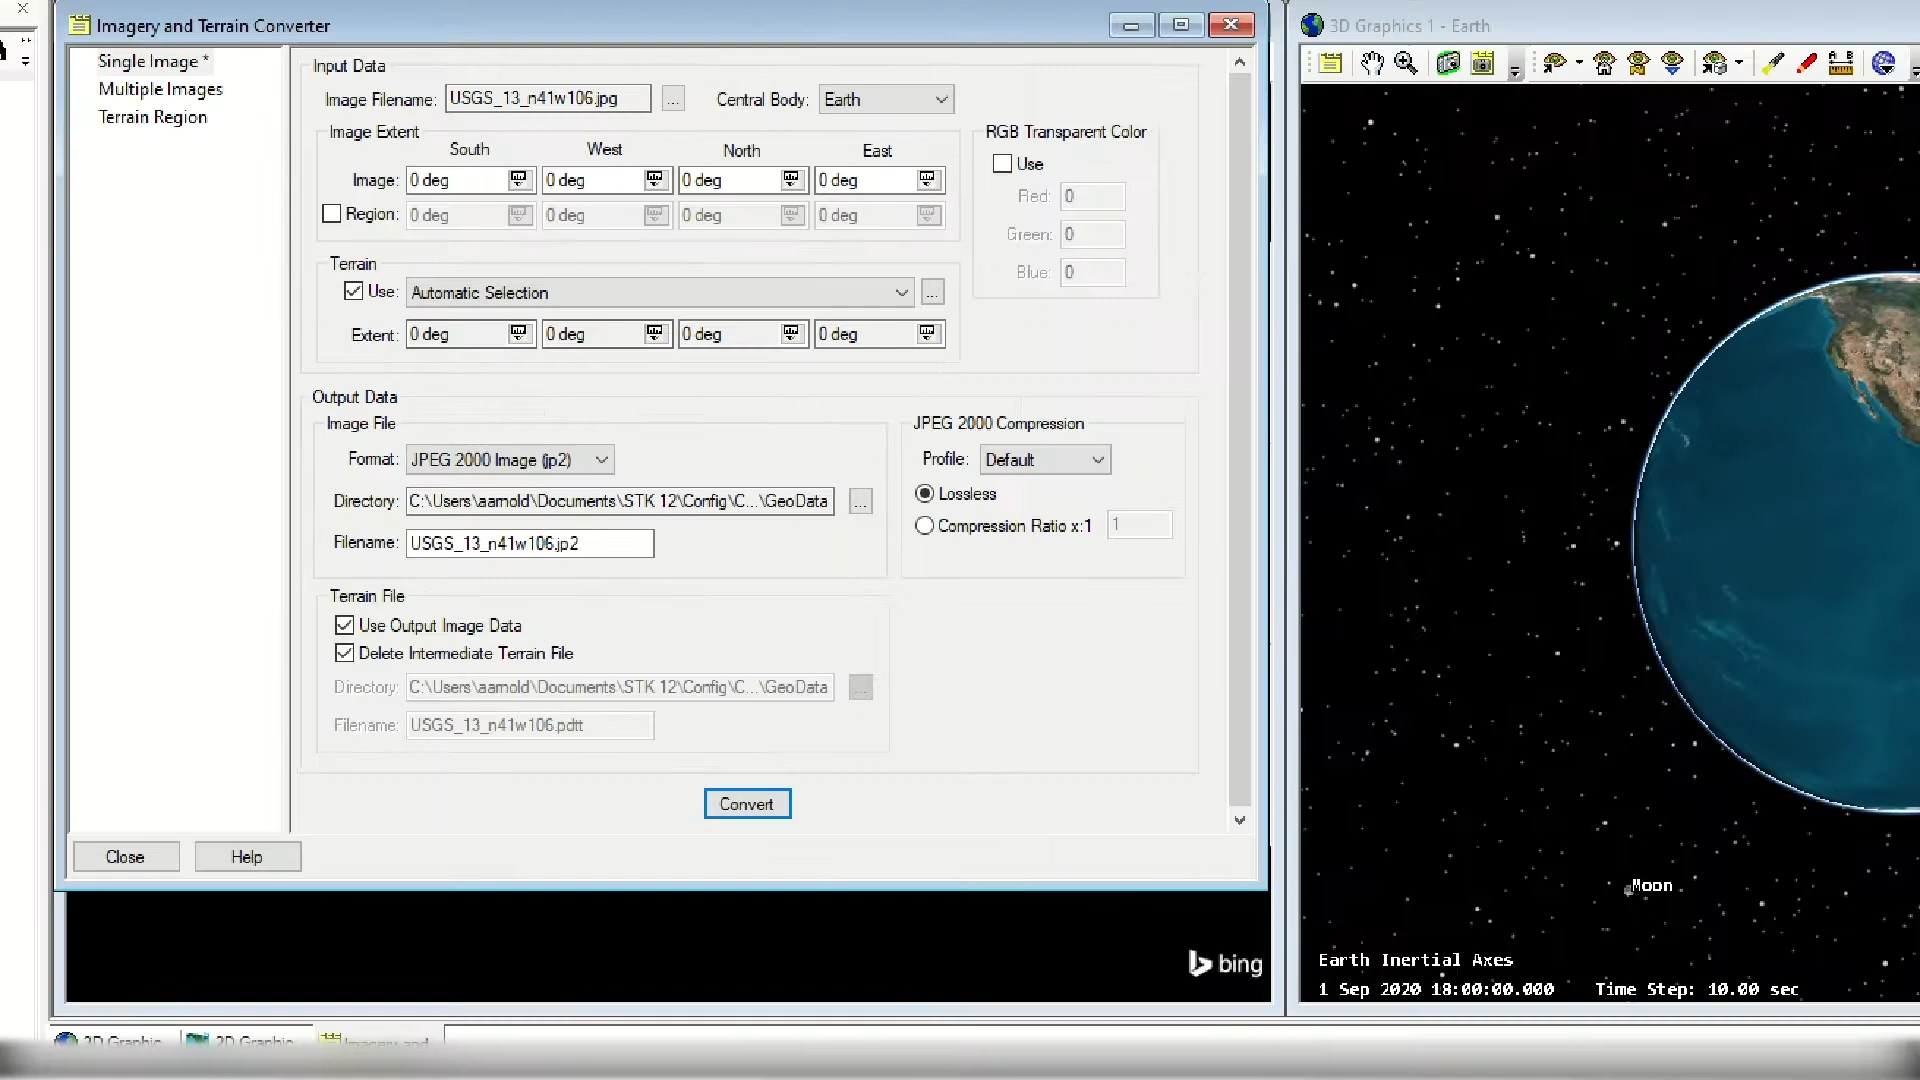 Imagery and Terrain Converter
Single Image *
Multiple Images
Terrain Region
Input Data
Image Filename: USGS_13_n41w106.jpg ... Central Body: Earth
Image Extent
South West North East
Image: 0 deg 0 deg 0 deg 0 deg
Region: 0 deg 0 deg 0 deg 0 deg
RGB Transparent Color
Use
Red: 0
Green: 0
Blue: 0
Terrain
Use: Automatic Selection ...
Extent: 0 deg 0 deg 0 deg 0 deg
Output Data
Image File
Format: JPEG 2000 Image (jp2)
Directory: C:\Users\aarnold\Documents\STK 12\Config\C...\GeoData ...
Filename: USGS_13_n41w106.jp2
JPEG 2000 Compression
Profile: Default
Lossless
Compression Ratio x:1 1
Terrain File
Use Output Image Data
Delete Intermediate Terrain File
Directory: C:\Users\aarnold\Documents\STK 12\Config\C...\GeoData ...
Filename: USGS_13_n41w106.pdtt
Convert
Close Help
bing
3D Graphics 1 - Earth
Moon
Earth Inertial Axes
1 Sep 2020 18:00:00.000 Time Step: 10.00 sec
3D Graphic 2D Graphic Imagery and